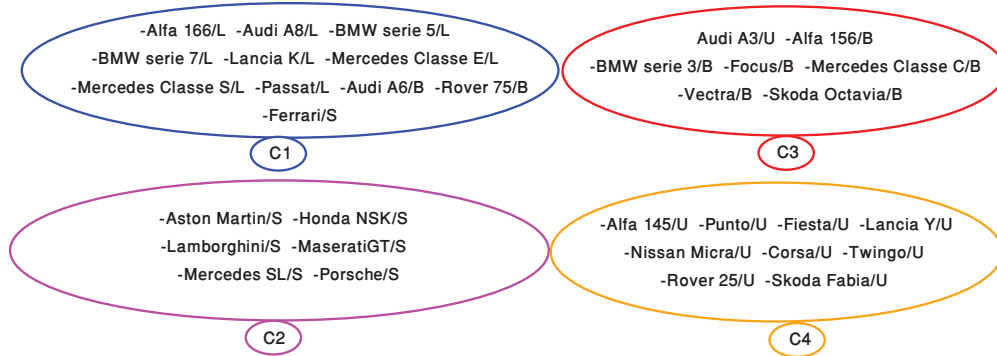 -Alfa 166/L -Audi A8/L -BMW serie 5/L
-BMW serie 7/L -Lancia K/L -Mercedes Classe E/L
-Mercedes Classe S/L -Passat/L -Audi A6/B -Rover 75/B
-Ferrari/S
C1
Audi A3/U -Alfa 156/B
-BMW serie 3/B -Focus/B -Mercedes Classe C/B
-Vectra/B -Skoda Octavia/B
C3
-Aston Martin/S -Honda NSK/S
-Lamborghini/S -MaseratiGT/S
-Mercedes SL/S -Porsche/S
C2
-Alfa 145/U -Punto/U -Fiesta/U -Lancia Y/U
-Nissan Micra/U -Corsa/U -Twingo/U
-Rover 25/U -Skoda Fabia/U
C4